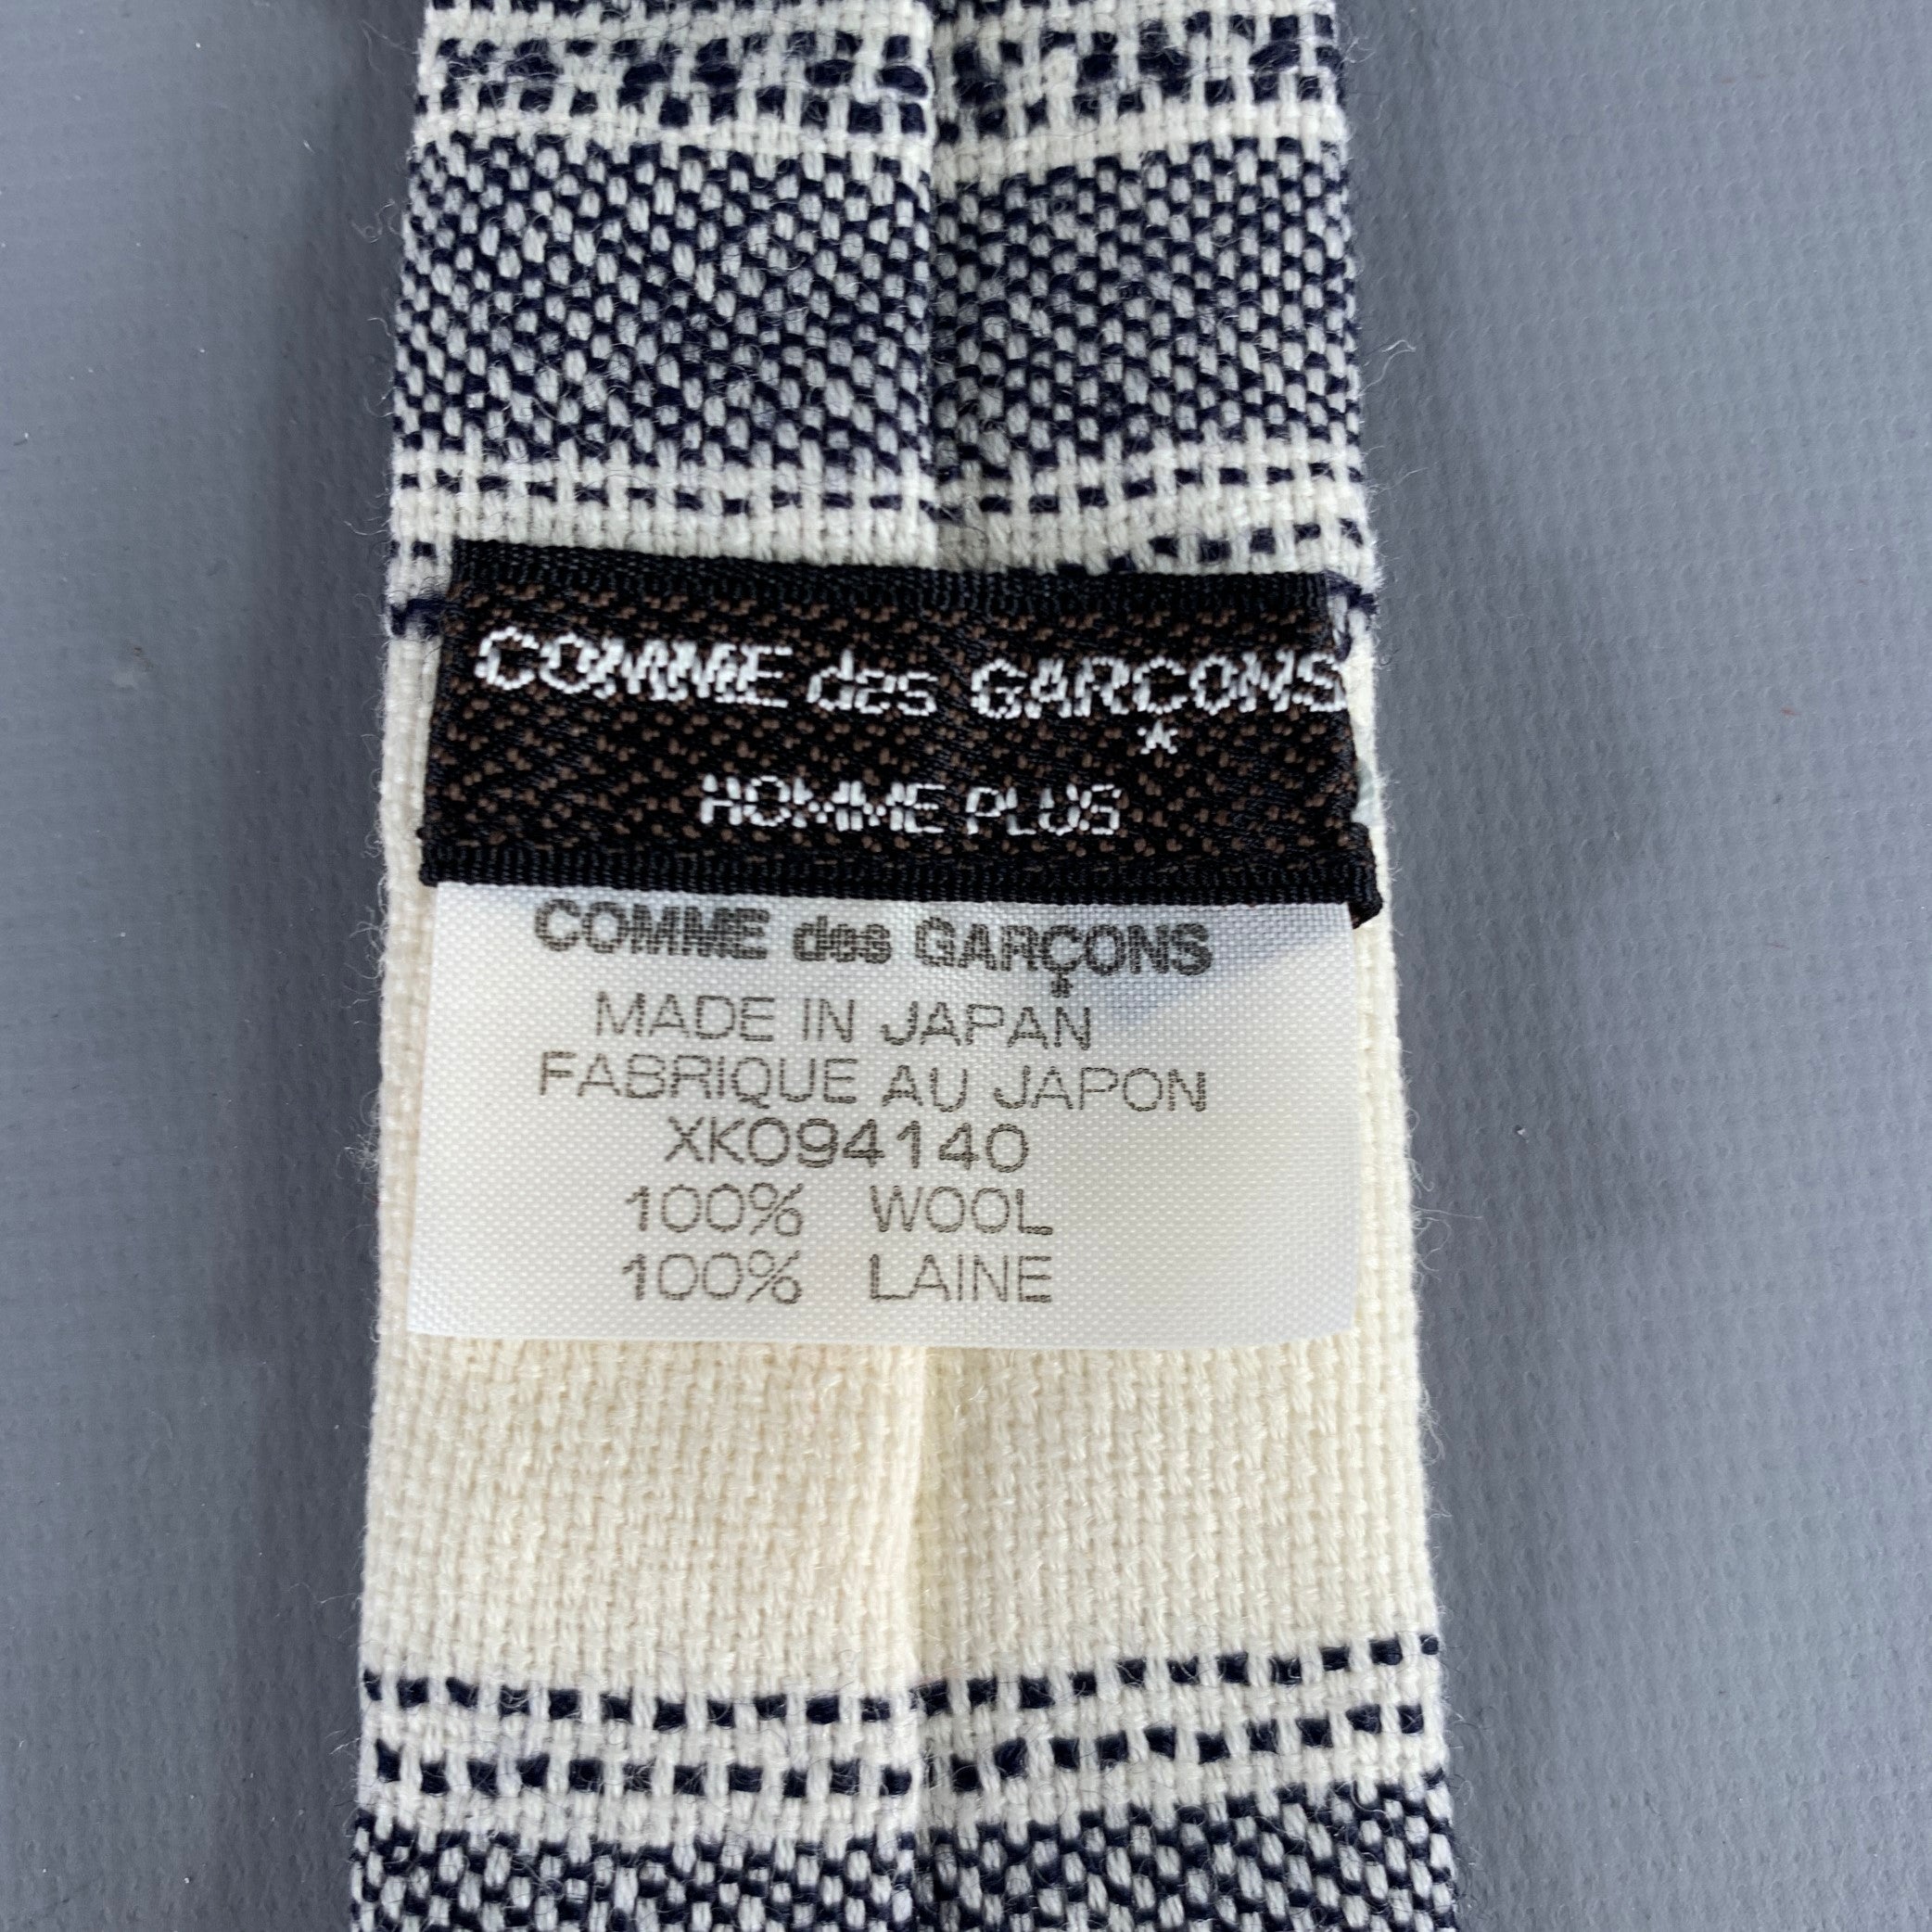 COMME des GARÇONS
HOMME PLUS
COMME des GARÇONS
MADE IN JAPAN
FABRIQUE AU JAPON
XK094140
100% WOOL
100% LAINE